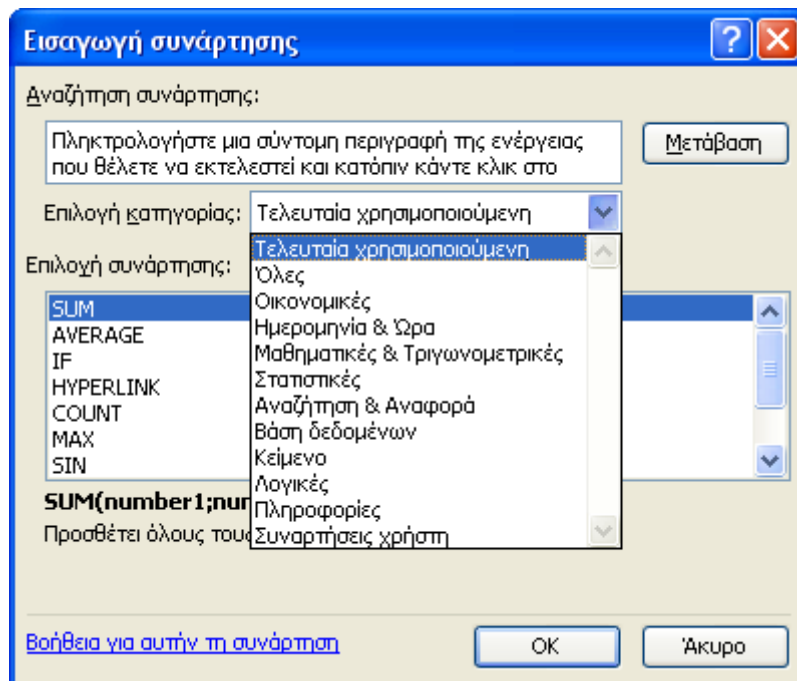 Εισαγωγή συνάρτησης
Αναζήτηση συνάρτησης:
Πληκτρολογήστε μια σύντομη περιγραφή της ενέργειας
που θέλετε να εκτελεστεί και κατόπιν κάντε κλικ στο
Μετάβαση
Επιλογή κατηγορίας: Τελευταία χρησιμοποιούμενη
Τελευταία χρησιμοποιούμενη
Όλες
Οικονομικές
Ημερομηνία & Ώρα
Μαθηματικές & Τριγωνομετρικές
Στατιστικές
Αναζήτηση & Αναφορά
Βάση δεδομένων
Κείμενο
Λογικές
Πληροφορίες
Συναρτήσεις χρήστη
Επιλογή συνάρτησης:
SUM
AVERAGE
IF
HYPERLINK
COUNT
MAX
SIN
SUM(number1;nu
Προσθέτει όλους τους
Βοήθεια για αυτήν τη συνάρτηση
OK
Άκυρο